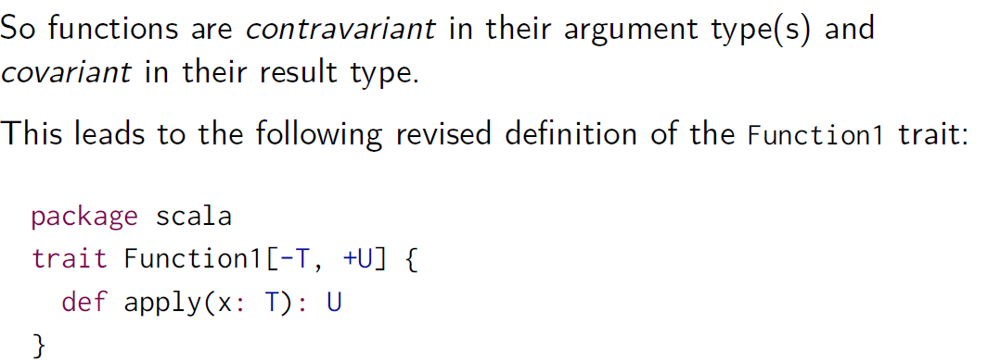 So functions are contravariant in their argument type(s) and
covariant in their result type.
This leads to the following revised definition of the Function1 trait:
package scala
trait Function1[-T, +U] {
def apply(x: T): U
}